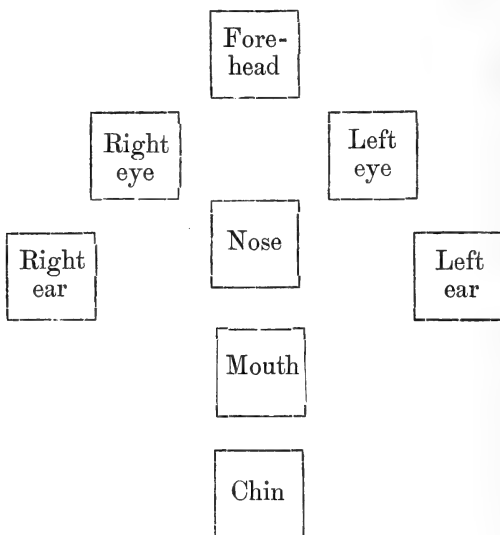 Fore-
head
Right
eye
Left
eye
Nose
Right
ear
Left
ear
Mouth
Chin